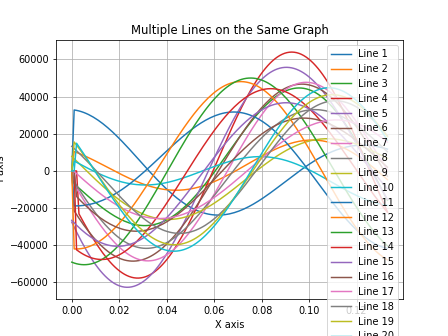 Multiple Lines on the Same Graph
60000
40000
20000
0
−20000
−40000
−60000
0.00
0.02
0.04
0.06
0.08
0.10
X axis
Line 1
Line 2
Line 3
Line 4
Line 5
Line 6
Line 7
Line 8
Line 9
Line 10
Line 11
Line 12
Line 13
Line 14
Line 15
Line 16
Line 17
Line 18
Line 19
Line 20